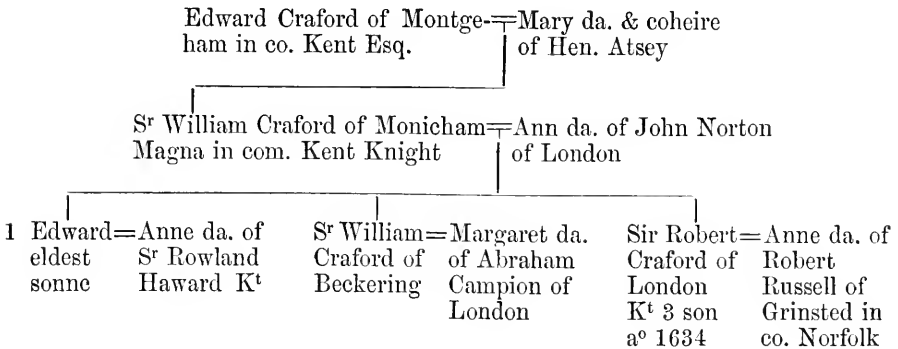 Edward Craford of Montge-
ham in co. Kent Esq.
Mary da. & coheire
of Hen. Atsey
Sʳ William Craford of Monicham
Magna in com. Kent Knight
Ann da. of John Norton
of London
1 Edward
eldest
sonne
Anne da. of
Sʳ Rowland
Haward Kᵗ
Sʳ William
Craford of
Beckering
Margaret da.
of Abraham
Campion of
London
Sir Robert
Craford of
London
Kᵗ 3 son
aº 1634
Anne da. of
Robert
Russell of
Grinsted in
co. Norfolk